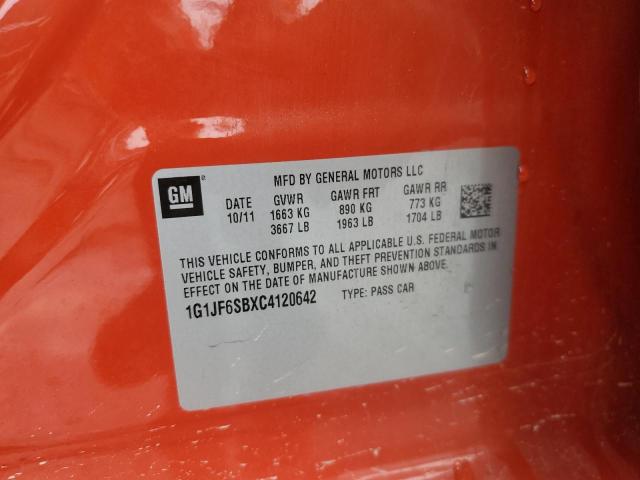 GM
MFD BY GENERAL MOTORS LLC
DATE GVWR GAWR FRT GAWR RR
10/11 1663 KG 890 KG 773 KG
3667 LB 1963 LB 1704 LB
THIS VEHICLE CONFORMS TO ALL APPLICABLE U.S. FEDERAL MOTOR
VEHICLE SAFETY, BUMPER, AND THEFT PREVENTION STANDARDS IN
EFFECT ON THE DATE OF MANUFACTURE SHOWN ABOVE.
1G1JF6SBXC4120642 TYPE: PASS CAR